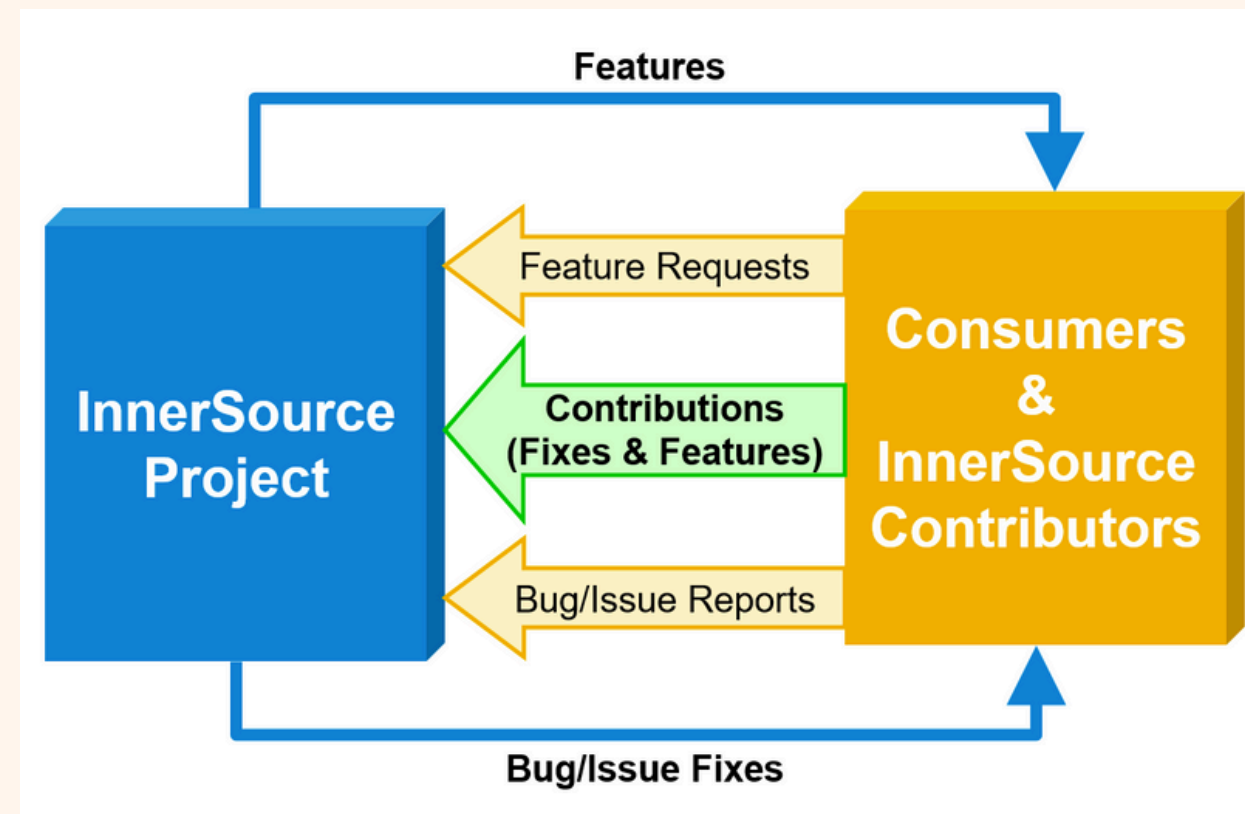 Features
Feature Requests
InnerSource
Project
Contributions
(Fixes & Features)
Consumers
&
InnerSource
Contributors
Bug/Issue Reports
Bug/Issue Fixes